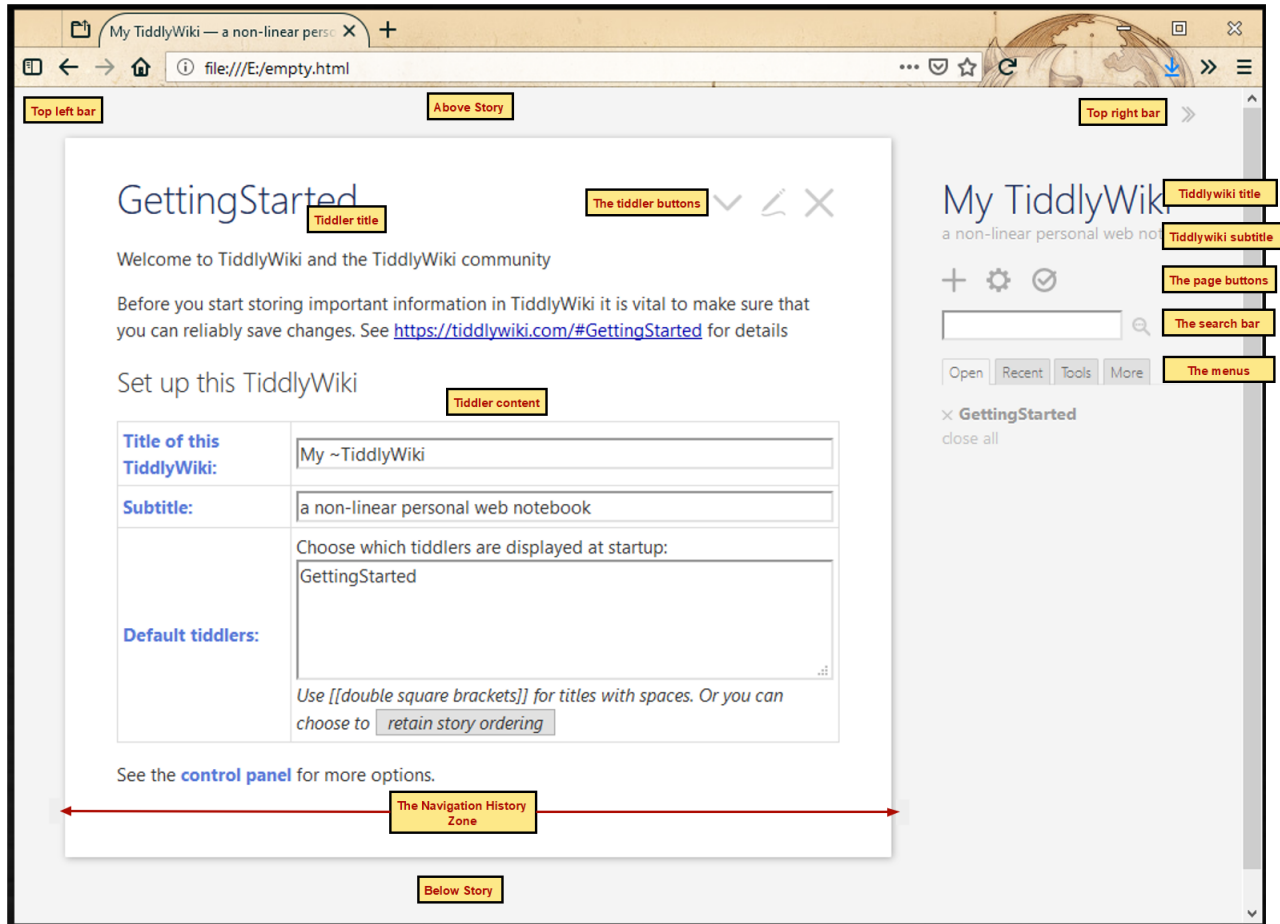 My TiddlyWiki — a non-linear perso
file:///E:/empty.html
Top left bar
Above Story
Top right bar
GettingStarted
Tiddler title
The tiddler buttons
My TiddlyWiki
Tiddlywiki title
a non-linear personal web not
Tiddlywiki subtitle
Welcome to TiddlyWiki and the TiddlyWiki community
The page buttons
Before you start storing important information in TiddlyWiki it is vital to make sure that
you can reliably save changes. See https://tiddlywiki.com/#GettingStarted for details
The search bar
Set up this TiddlyWiki
Open Recent Tools More
The menus
Tiddler content
× GettingStarted
close all
Title of this
TiddlyWiki:
My ~TiddlyWiki
Subtitle:
a non-linear personal web notebook
Choose which tiddlers are displayed at startup:
GettingStarted
Default tiddlers:
Use [[double square brackets]] for titles with spaces. Or you can
choose to retain story ordering
See the control panel for more options.
The Navigation History
Zone
Below Story